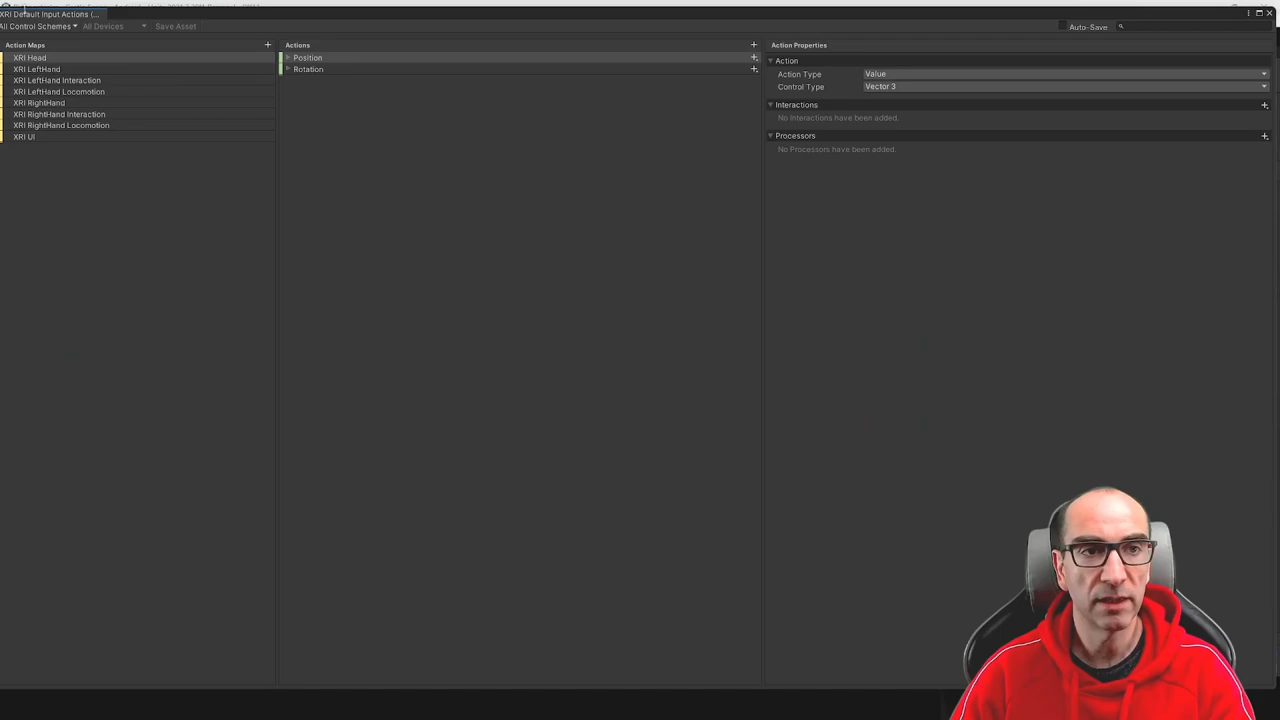 XRI Default Input Actions (...
All Control Schemes
All Devices
Save Asset
Auto-Save
Action Maps
XRI Head
XRI LeftHand
XRI LeftHand Interaction
XRI LeftHand Locomotion
XRI RightHand
XRI RightHand Interaction
XRI RightHand Locomotion
XRI UI
Actions
Position
Rotation
Action Properties
Action
Action Type Value
Control Type Vector 3
Interactions
No Interactions have been added.
Processors
No Processors have been added.